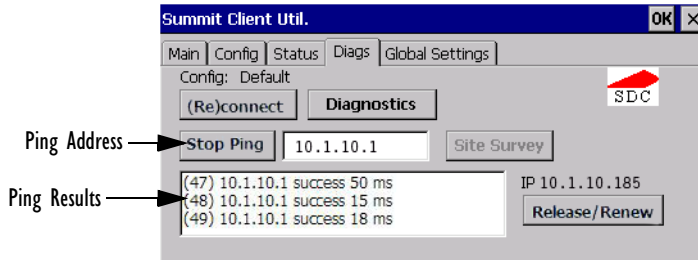 Summit Client Util. OK ×
Main Config Status Diags Global Settings
Config: Default
SDC
(Re)connect Diagnostics
Ping Address Stop Ping 10.1.10.1 Site Survey
Ping Results
(47) 10.1.10.1 success 50 ms
(48) 10.1.10.1 success 15 ms
(49) 10.1.10.1 success 18 ms
IP 10.1.10.185
Release/Renew